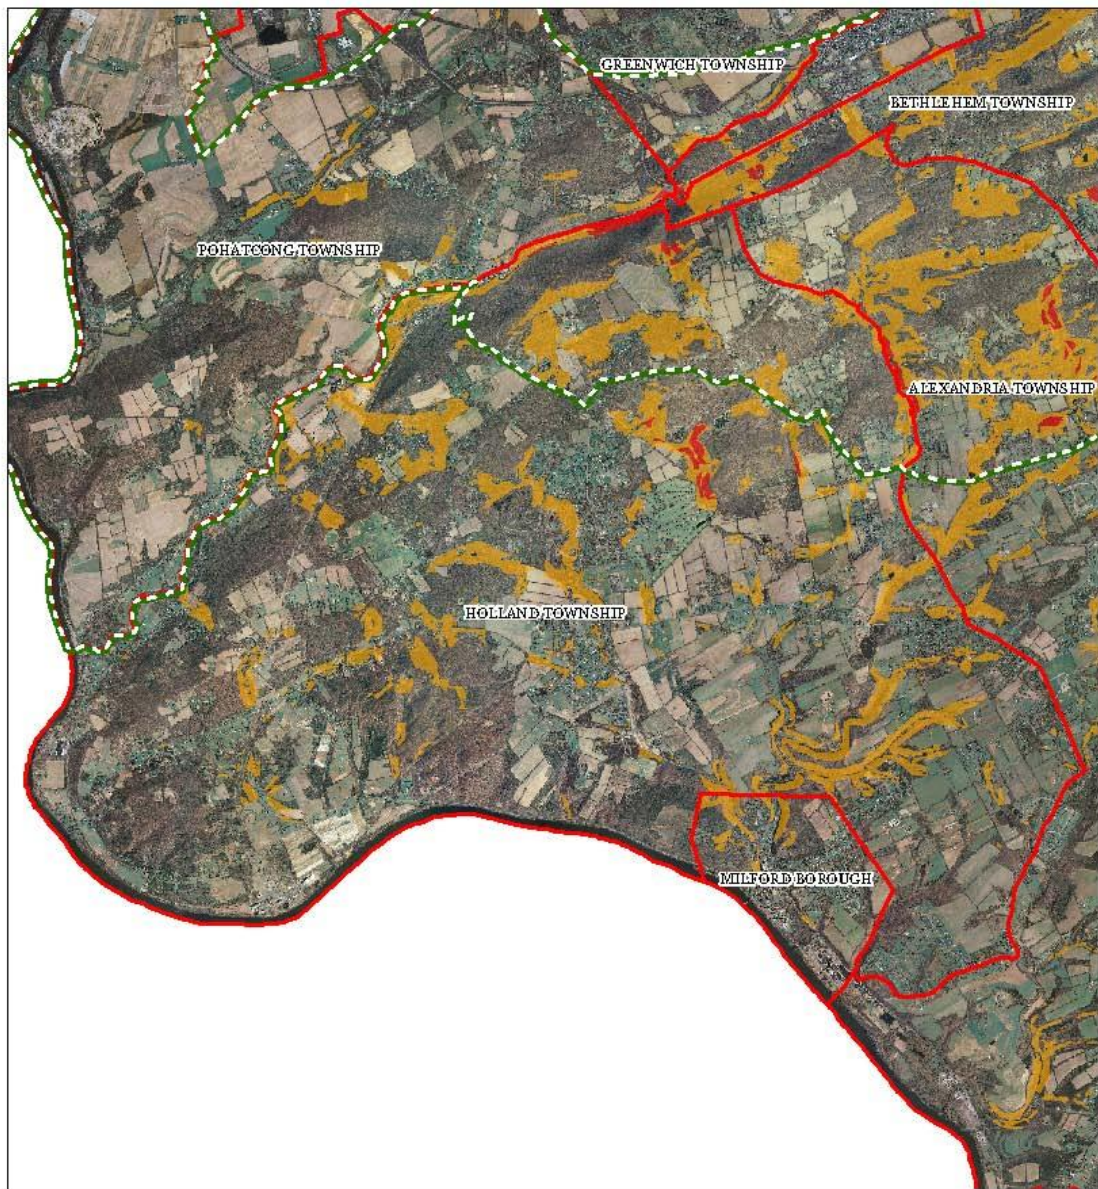 GREENWICH TOWNSHIP
BETHLEHEM TOWNSHIP
POHATCONG TOWNSHIP
ALEXANDRIA TOWNSHIP
HOLLAND TOWNSHIP
MILFORD BOROUGH